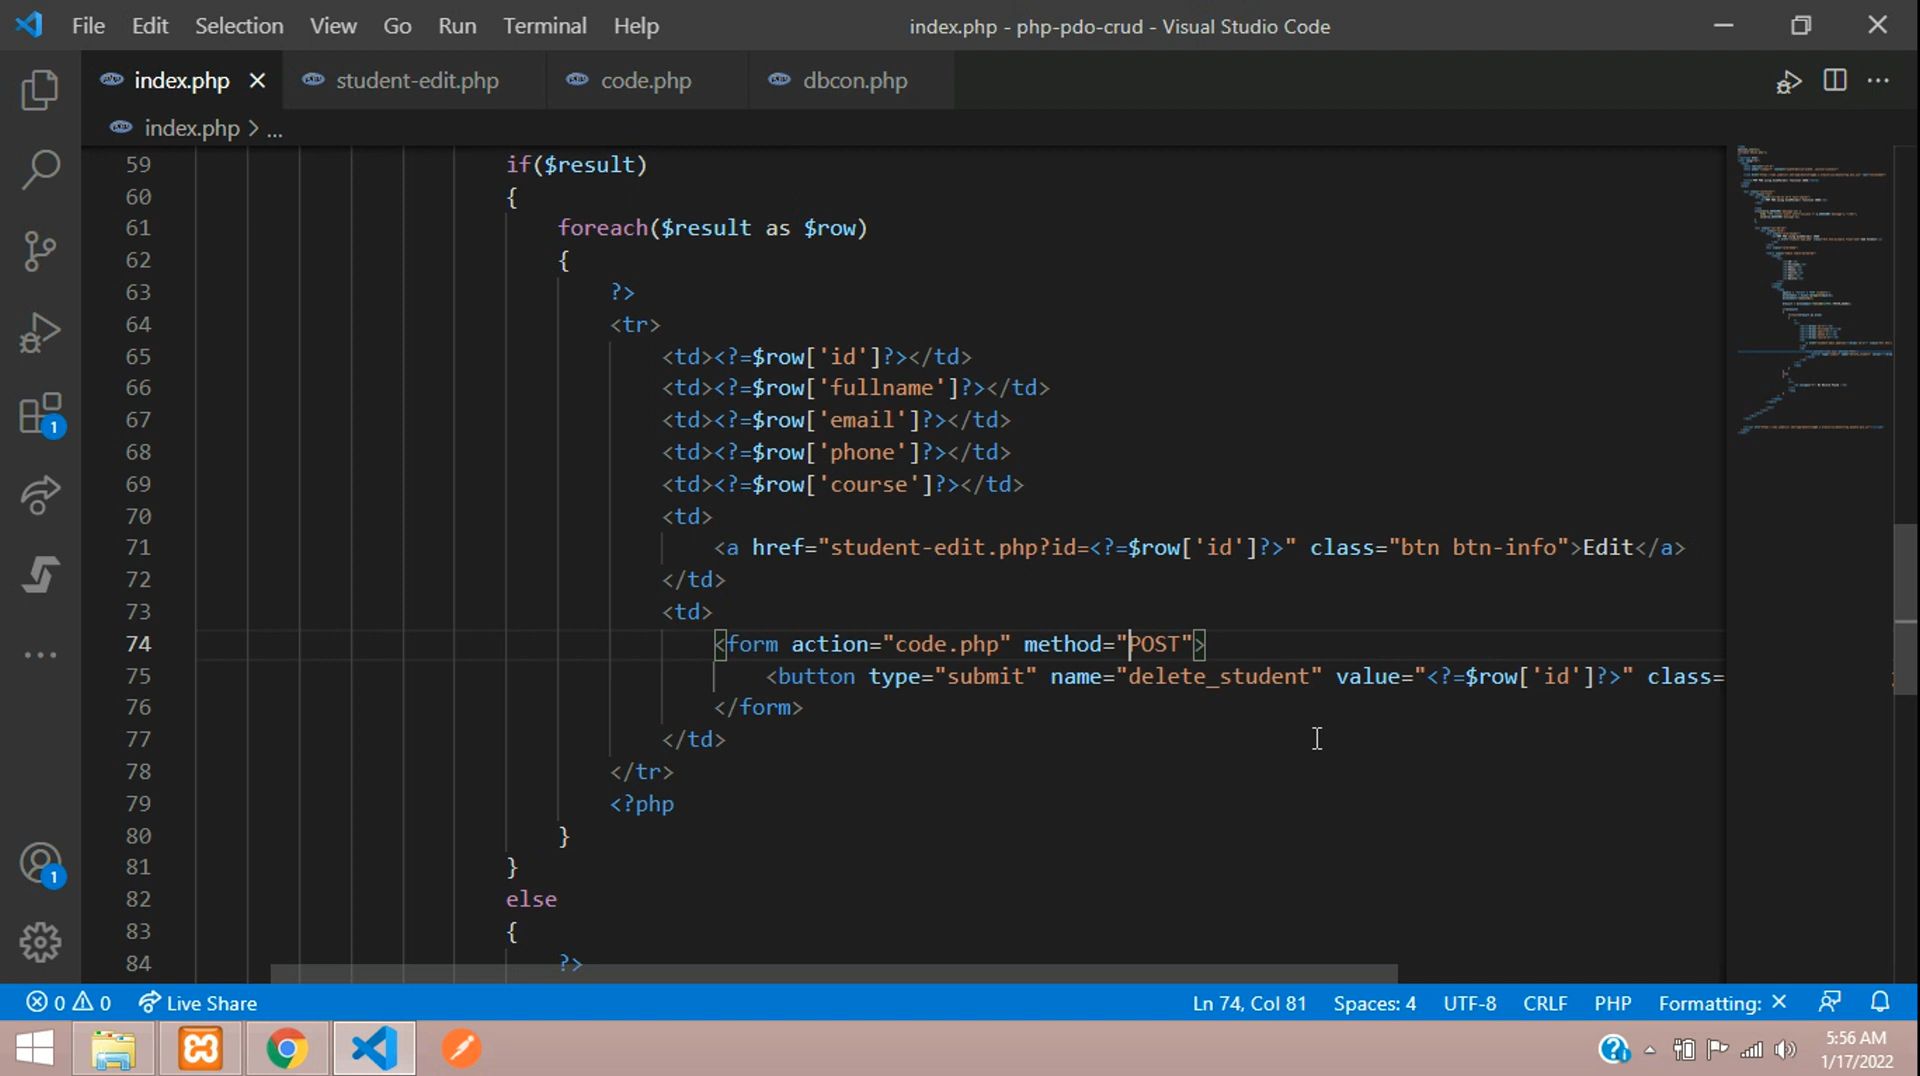 File Edit Selection View Go Run Terminal Help index.php - php-pdo-crud - Visual Studio Code
index.php student-edit.php code.php dbcon.php
index.php > ...
59 if($result)
60 {
61 foreach($result as $row)
62 {
63 ?>
64 <tr>
65 <td><?=$row['id']?></td>
66 <td><?=$row['fullname']?></td>
67 <td><?=$row['email']?></td>
68 <td><?=$row['phone']?></td>
69 <td><?=$row['course']?></td>
70 <td>
71 <a href="student-edit.php?id=<?=$row['id']?>" class="btn btn-info">Edit</a>
72 </td>
73 <td>
74 <form action="code.php" method="POST">
75 <button type="submit" name="delete_student" value="<?=$row['id']?>" class=
76 </form>
77 </td>
78 </tr>
79 <?php
80 }
81 }
82 else
83 {
84 ?>
1
1
0 0 Live Share Ln 74, Col 81 Spaces: 4 UTF-8 CRLF PHP Formatting: ×
5:56 AM
1/17/2022